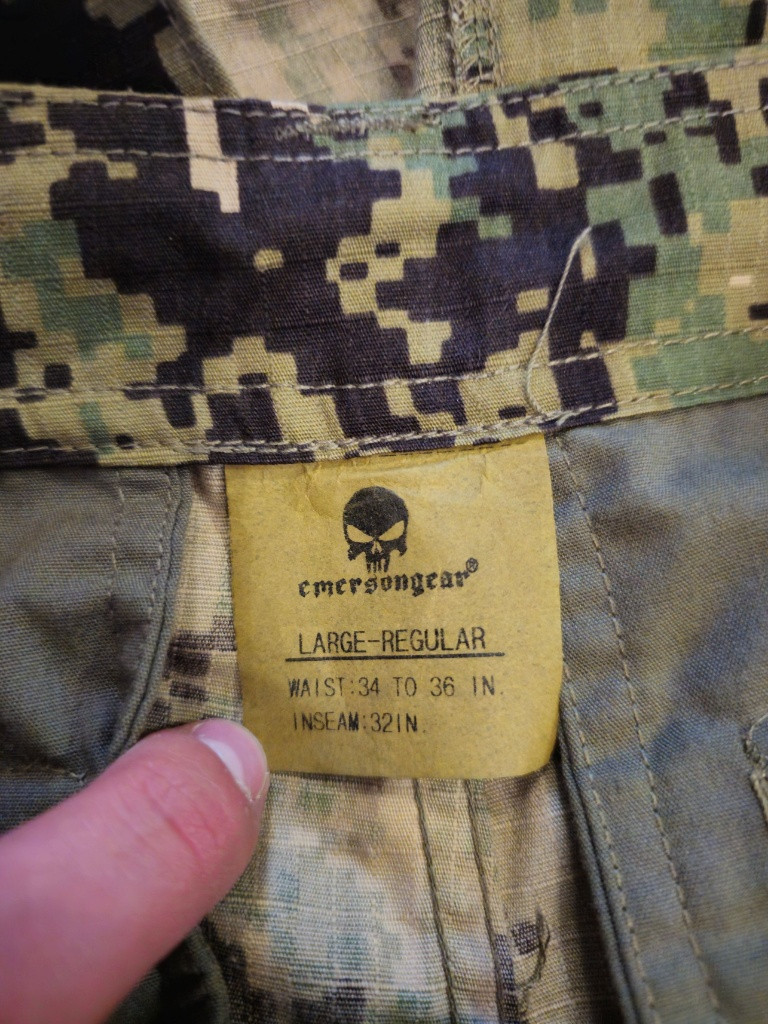 emersongear®
LARGE-REGULAR
WAIST:34 TO 36 IN.
INSEAM:32IN.